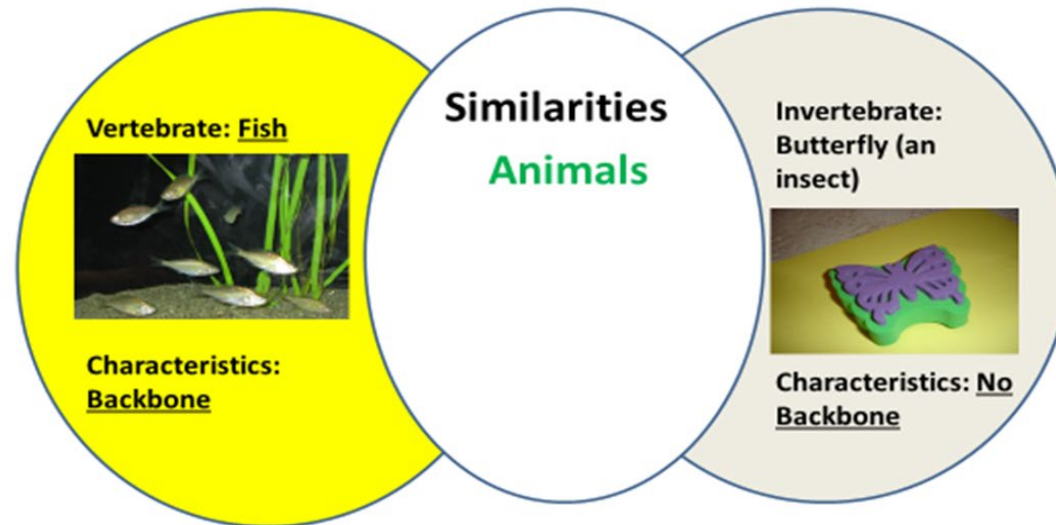 Vertebrate: Fish
Characteristics:
Backbone
Similarities
Animals
Invertebrate:
Butterfly (an
insect)
Characteristics: No
Backbone